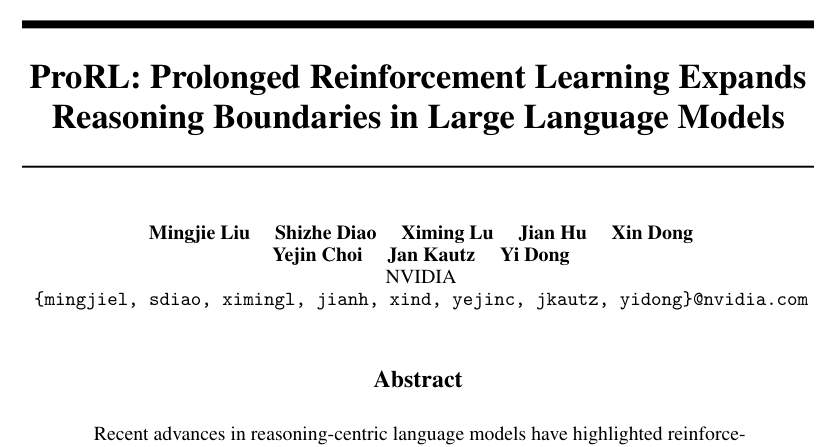 ProRL: Prolonged Reinforcement Learning Expands
Reasoning Boundaries in Large Language Models
Mingjie Liu Shizhe Diao Ximing Lu Jian Hu Xin Dong
Yejin Choi Jan Kautz Yi Dong
NVIDIA
{mingjiel, sdiao, ximingl, jianh, xind, yejinc, jkautz, yidong}@nvidia.com
Abstract
Recent advances in reasoning-centric language models have highlighted reinforce-